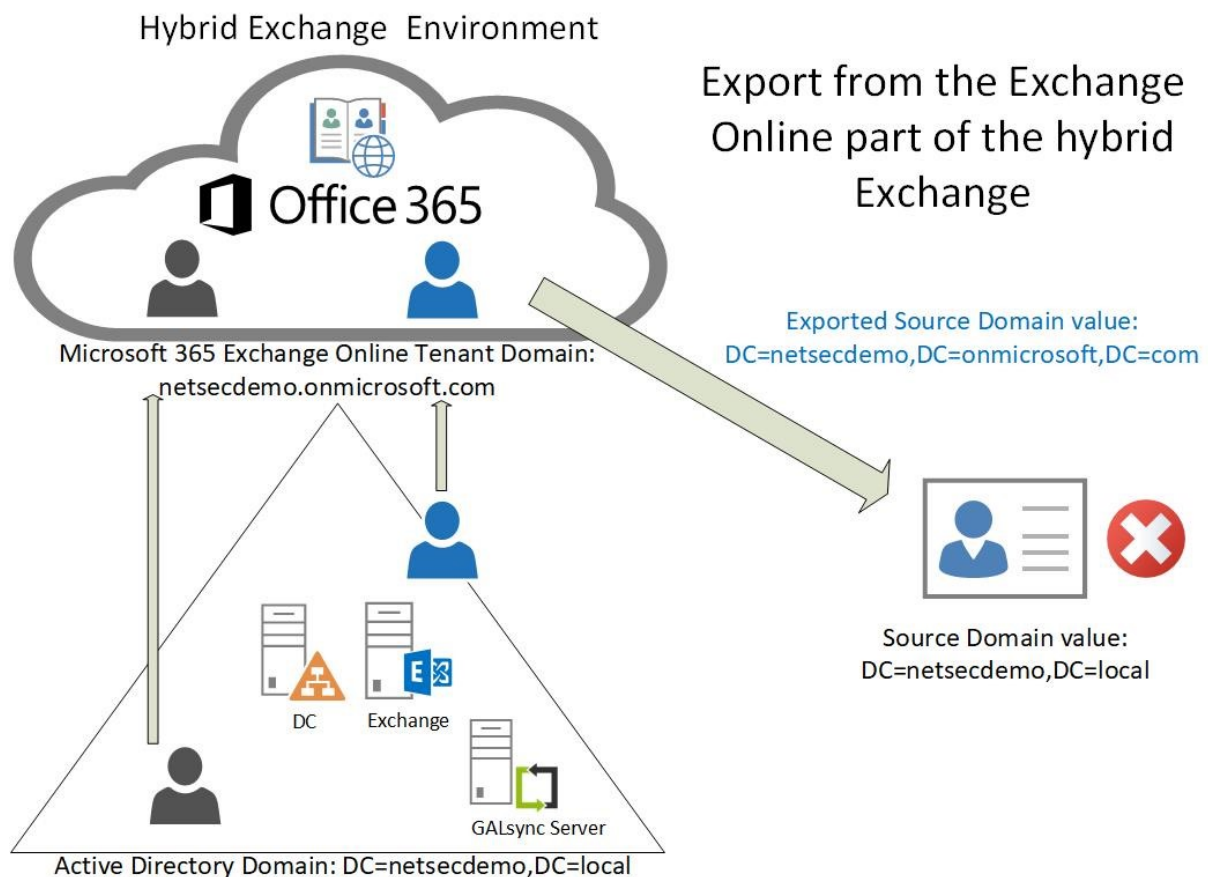 Hybrid Exchange Environment
Export from the Exchange
Online part of the hybrid
Exchange
Office 365
Exported Source Domain value:
DC=netsecdemo,DC=onmicrosoft,DC=com
Microsoft 365 Exchange Online Tenant Domain:
netsecdemo.onmicrosoft.com
E
DC
Exchange
Source Domain value:
DC=netsecdemo,DC=local
GALsync Server
Active Directory Domain: DC=netsecdemo,DC=local